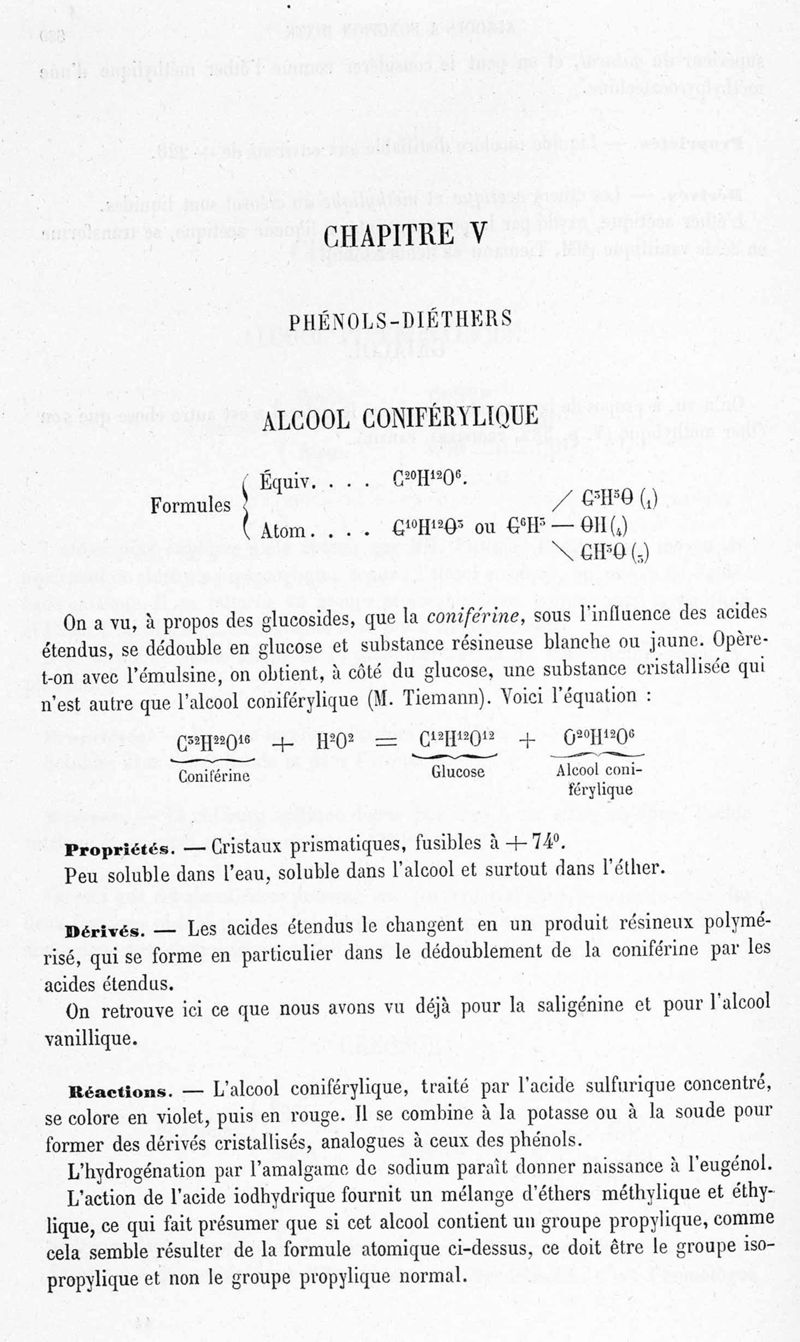 CHAPITRE V
PHÉNOLS-DIÉTHERS
ALCOOL CONIFÉRYLIQUE
Formules
Équiv. . . . C²⁰H¹²O⁶.
/ Ꞓ³H⁵Ꝋ (₁)
Atom. . . . Ꞓ¹⁰H¹²Ꝋ³ ou Ꞓ⁶H³ — ꝊH(₄)
\ ꞒH³Ꝋ (₃)
On a vu, à propos des glucosides, que la coniférine, sous l'influence des acides
étendus, se dédouble en glucose et substance résineuse blanche ou jaune. Opère-
t-on avec l'émulsine, on obtient, à côté du glucose, une substance cristallisée qui
n'est autre que l'alcool coniférylique (M. Tiemann). Voici l'équation :
C³²H²²O¹⁶ + H²O² = C¹²H¹²O¹² + C²⁰H¹²O⁶
Coniférine Glucose Alcool coni-
férylique
Propriétés. — Cristaux prismatiques, fusibles à + 74⁰.
Peu soluble dans l'eau, soluble dans l'alcool et surtout dans l'éther.
Dérivés. — Les acides étendus le changent en un produit résineux polymé-
risé, qui se forme en particulier dans le dédoublement de la coniférine par les
acides étendus.
On retrouve ici ce que nous avons vu déjà pour la saligénine et pour l'alcool
vanillique.
Réactions. — L'alcool coniférylique, traité par l'acide sulfurique concentré,
se colore en violet, puis en rouge. Il se combine à la potasse ou à la soude pour
former des dérivés cristallisés, analogues à ceux des phénols.
L'hydrogénation par l'amalgame de sodium paraît donner naissance à l'eugénol.
L'action de l'acide iodhydrique fournit un mélange d'éthers méthylique et éthy-
lique, ce qui fait présumer que si cet alcool contient un groupe propylique, comme
cela semble résulter de la formule atomique ci-dessus, ce doit être le groupe iso-
propylique et non le groupe propylique normal.